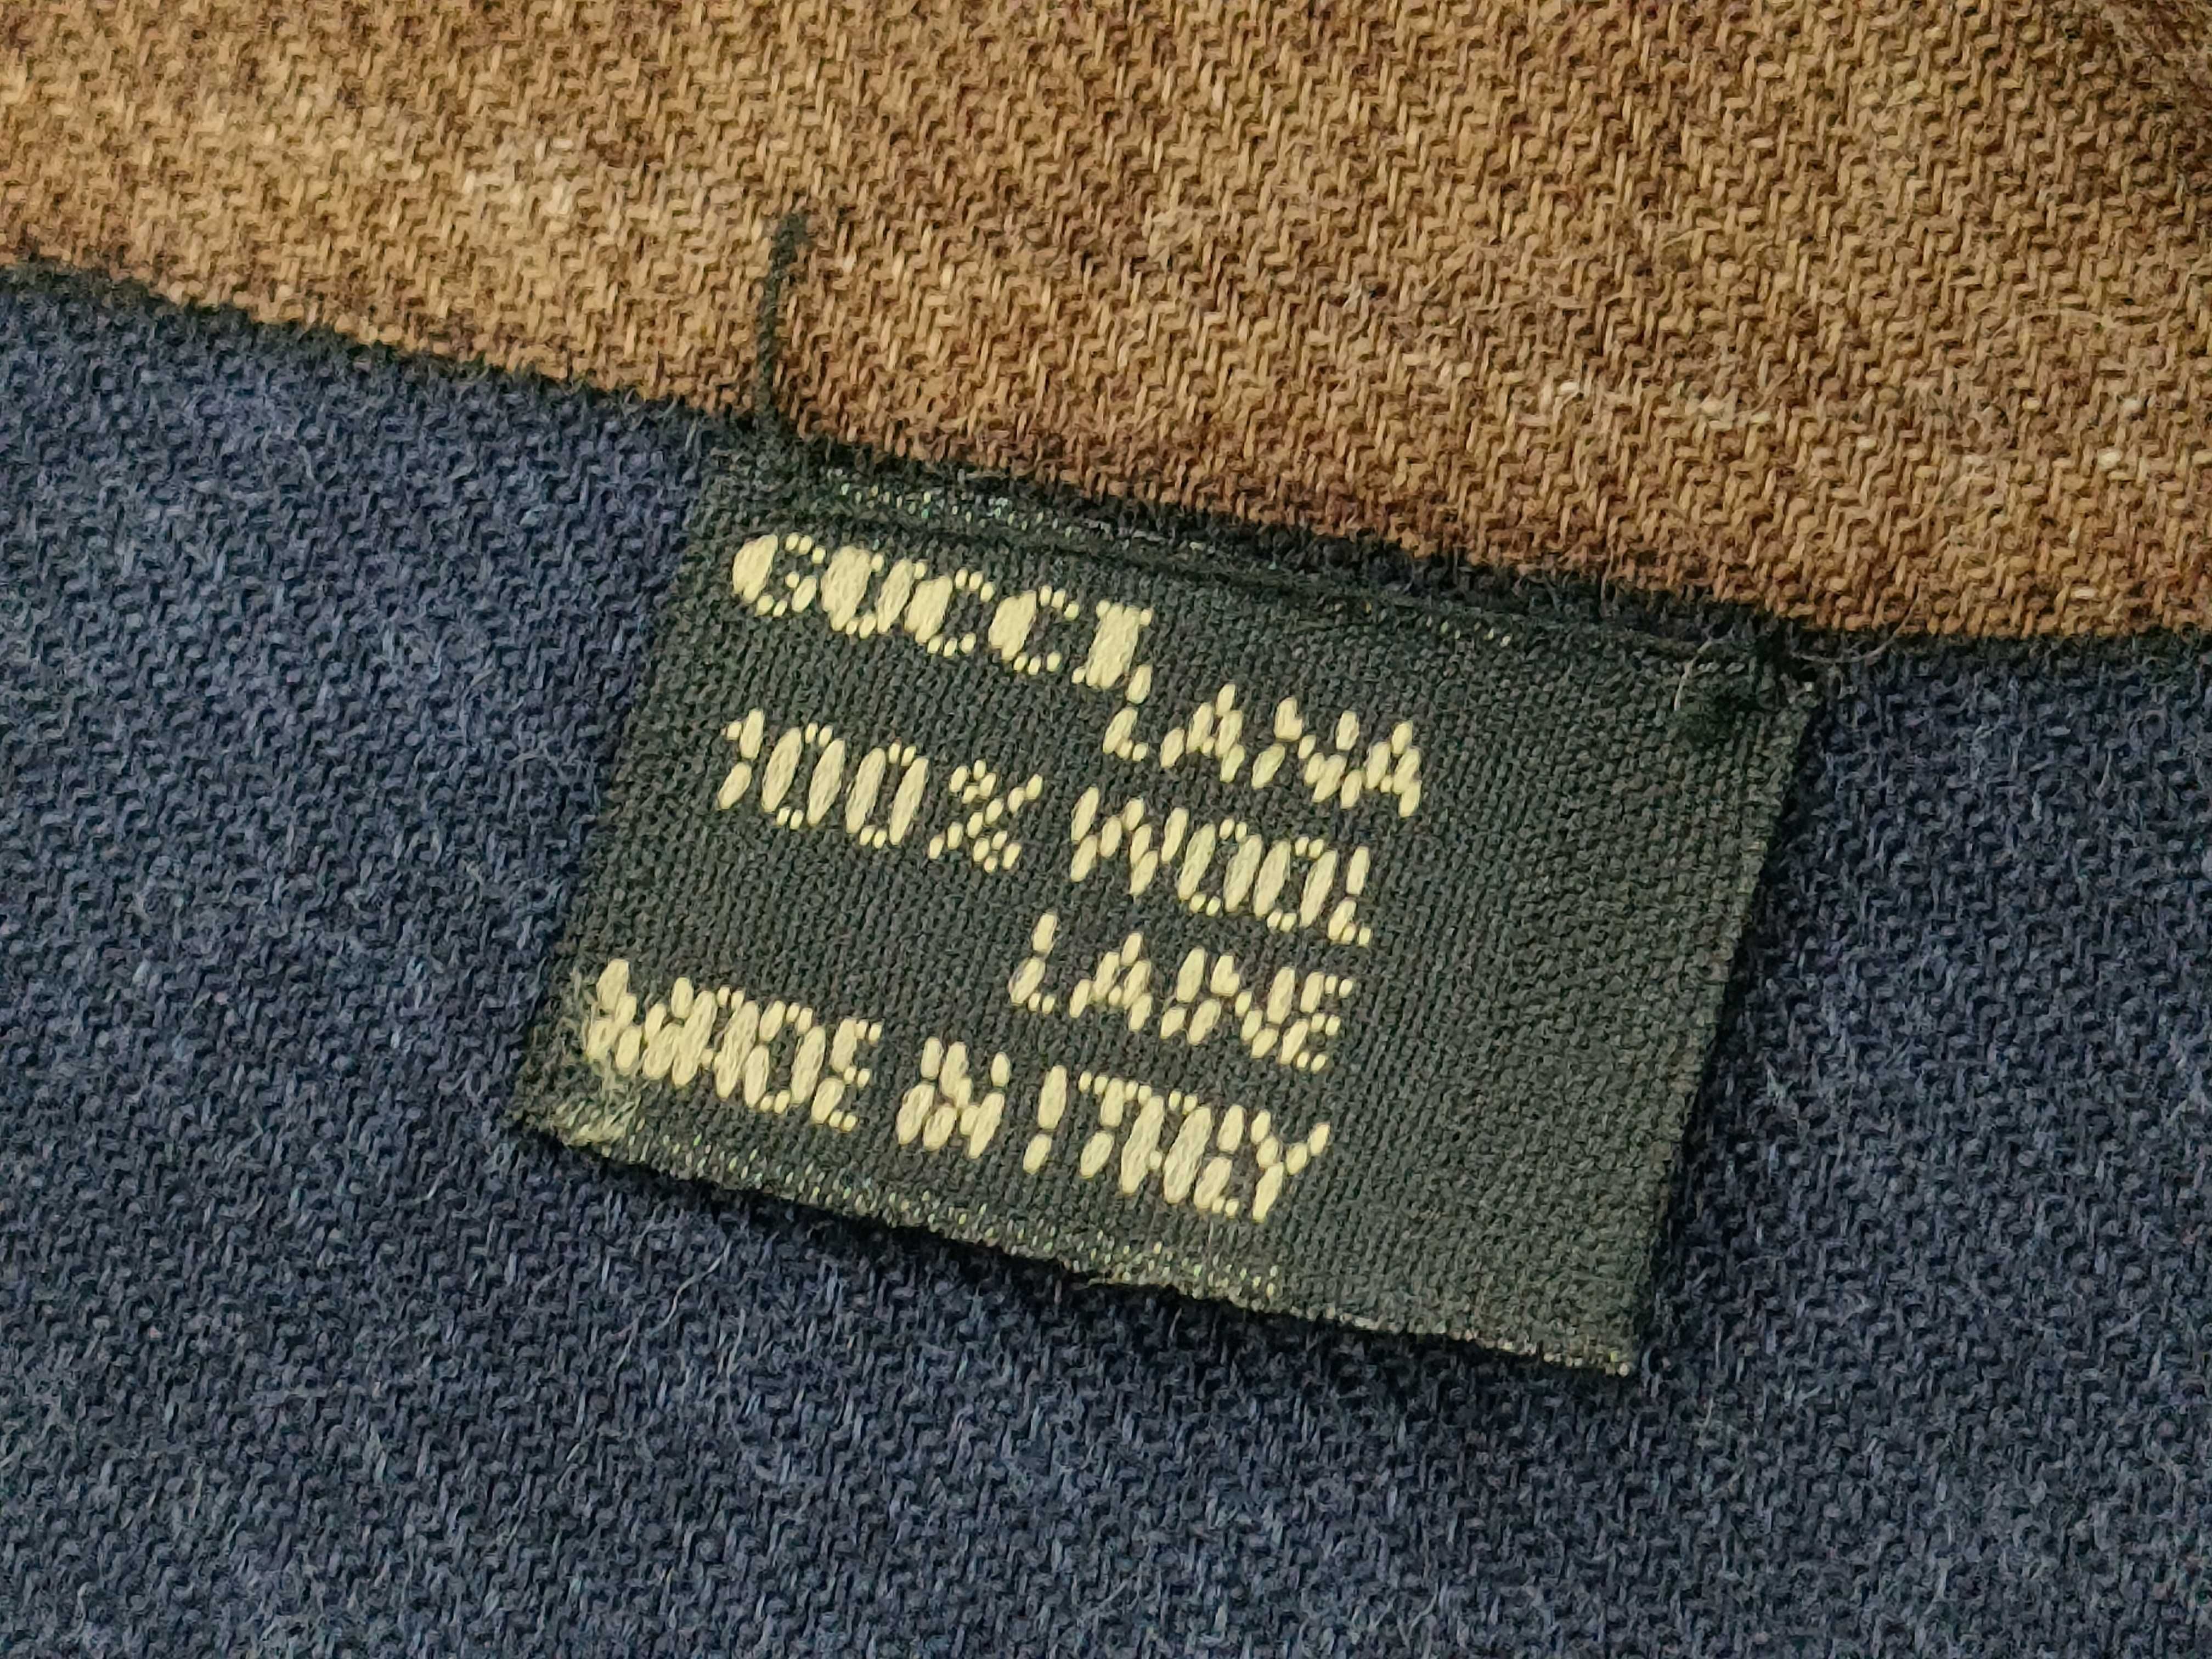 GUCCI
LANA
100% WOOL
LAINE
MADE IN ITALY